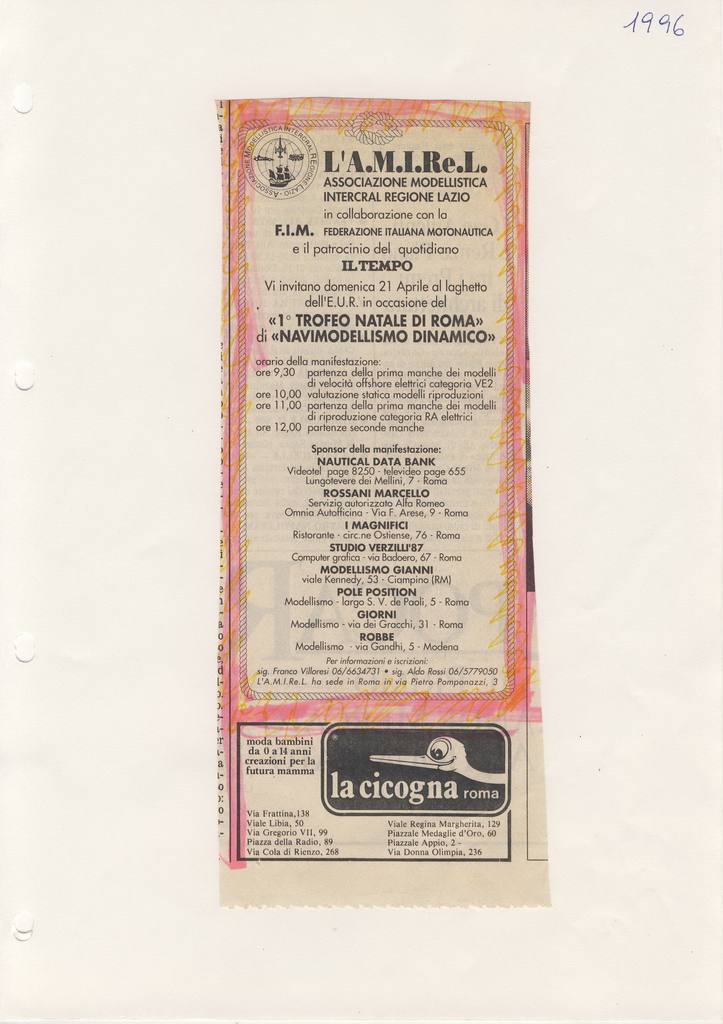 1996
ASSOCIAZIONE MODELLISTICA INTERCRAL REGIONE LAZIO
L'A.M.I.Re.L.
ASSOCIAZIONE MODELLISTICA
INTERCRAL REGIONE LAZIO
in collaborazione con la
F.I.M. FEDERAZIONE ITALIANA MOTONAUTICA
e il patrocinio del quotidiano
IL TEMPO
Vi invitano domenica 21 Aprile al laghetto
dell'E.U.R. in occasione del
«1° TROFEO NATALE DI ROMA»
di «NAVIMODELLISMO DINAMICO»
orario della manifestazione:
ore 9,30 partenza della prima manche dei modelli
di velocità offshore elettrici categoria VE2
ore 10,00 valutazione statica modelli riproduzioni
ore 11,00 partenza della prima manche dei modelli
di riproduzione categoria RA elettrici
ore 12,00 partenze seconde manche
Sponsor della manifestazione:
NAUTICAL DATA BANK
Videotel page 8250 - televideo page 655
Lungotevere dei Mellini, 7 - Roma
ROSSANI MARCELLO
Servizio autorizzato Alfa Romeo
Omnia Autofficina - Via F. Arese, 9 - Roma
I MAGNIFICI
Ristorante - circ.ne Ostiense, 76 - Roma
STUDIO VERZILLI'87
Computer grafica - via Badoero, 67 - Roma
MODELLISMO GIANNI
viale Kennedy, 53 - Ciampino (RM)
POLE POSITION
Modellismo - largo S. V. de Paoli, 5 - Roma
GIORNI
Modellismo - via dei Gracchi, 31 - Roma
ROBBE
Modellismo - via Gandhi, 5 - Modena
Per informazioni e iscrizioni:
sig. Franco Villoresi 06/6634731 • sig. Aldo Rossi 06/5779050
L'A.M.I.Re.L. ha sede in Roma in via Pietro Pomponazzi, 3
moda bambini
da 0 a 14 anni
creazioni per la
futura mamma
la cicogna roma
Via Frattina,138
Viale Libia, 50
Via Gregorio VII, 99
Piazza della Radio, 89
Via Cola di Rienzo, 268
Viale Regina Margherita, 129
Piazzale Medaglie d'Oro, 60
Piazzale Appio, 2 -
Via Donna Olimpia, 236